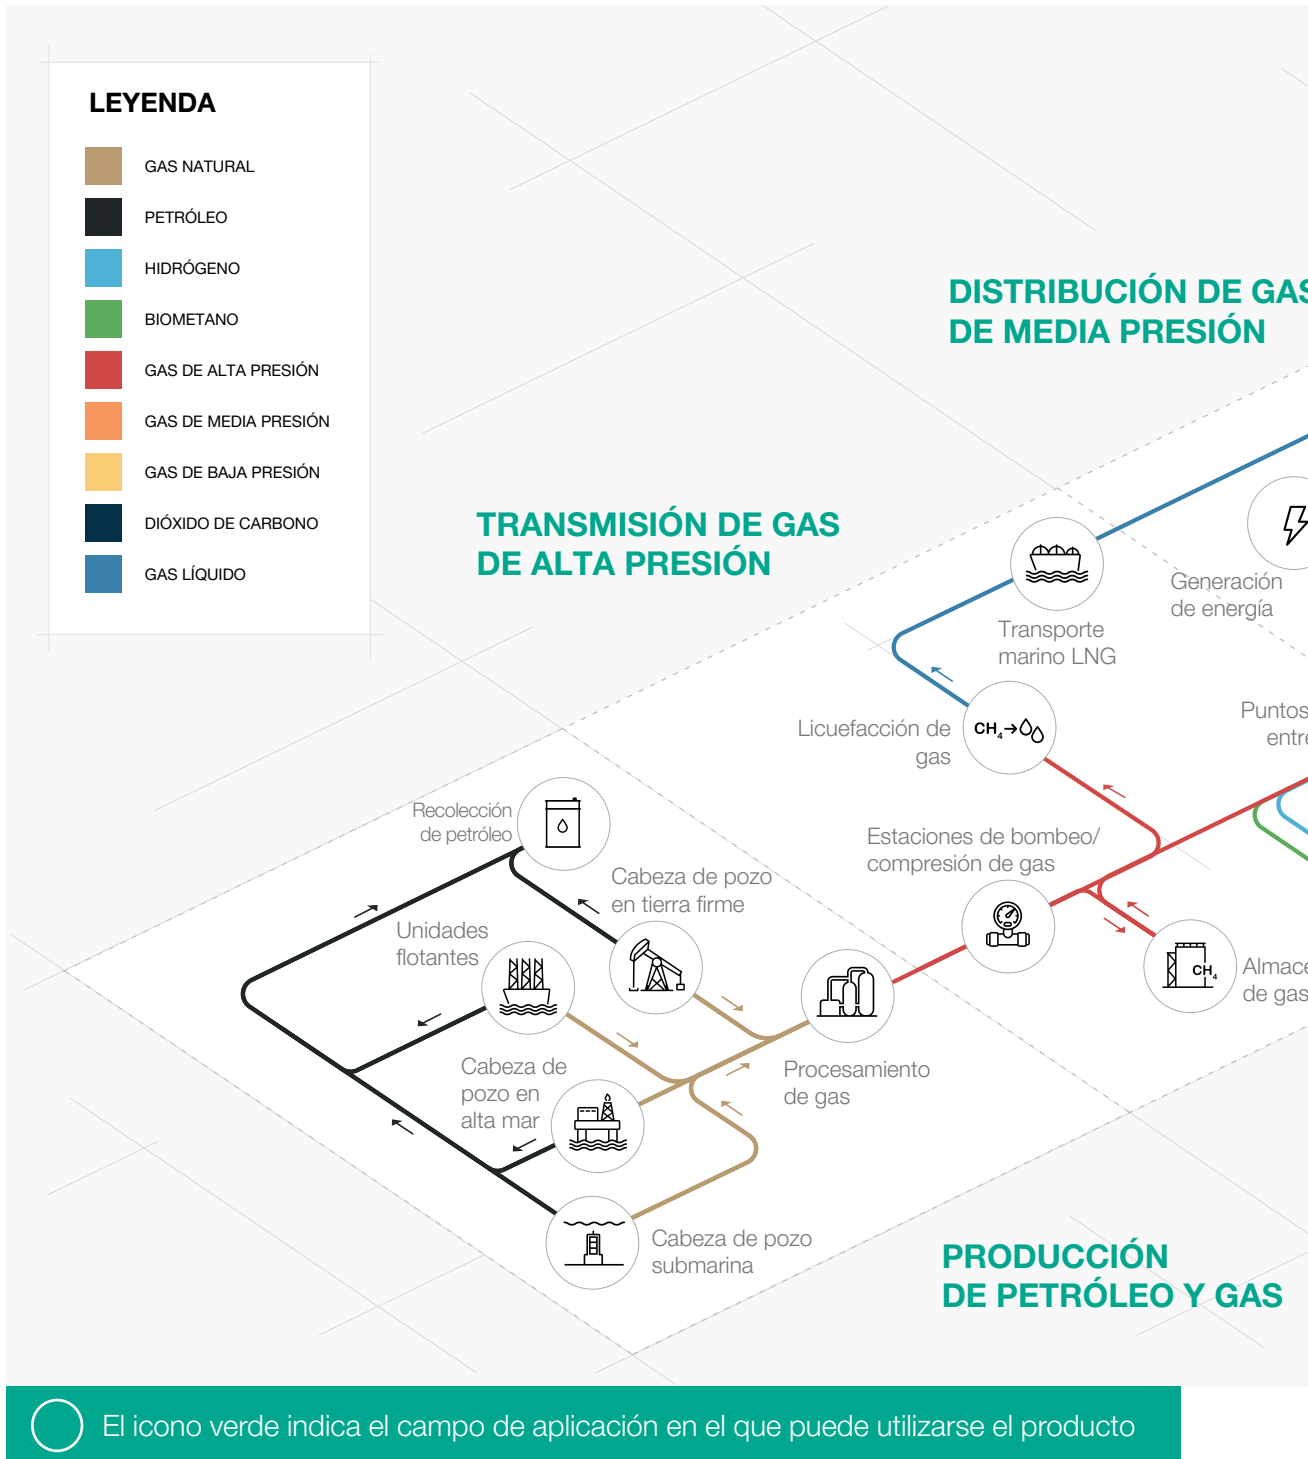 LEYENDA
GAS NATURAL
PETRÓLEO
HIDRÓGENO
BIOMETANO
GAS DE ALTA PRESIÓN
GAS DE MEDIA PRESIÓN
GAS DE BAJA PRESIÓN
DIÓXIDO DE CARBONO
GAS LÍQUIDO
DISTRIBUCIÓN DE GAS
DE MEDIA PRESIÓN
TRANSMISIÓN DE GAS
DE ALTA PRESIÓN
Generación
de energía
Transporte
marino LNG
Licuefacción de
gas
CH₄→
Puntos
entre
Recolección
de petróleo
Estaciones de bombeo/
compresión de gas
Cabeza de pozo
en tierra firme
Unidades
flotantes
CH₄
Almace
de gas
Cabeza de
pozo en
alta mar
Procesamiento
de gas
Cabeza de pozo
submarina
PRODUCCIÓN
DE PETRÓLEO Y GAS
El icono verde indica el campo de aplicación en el que puede utilizarse el producto